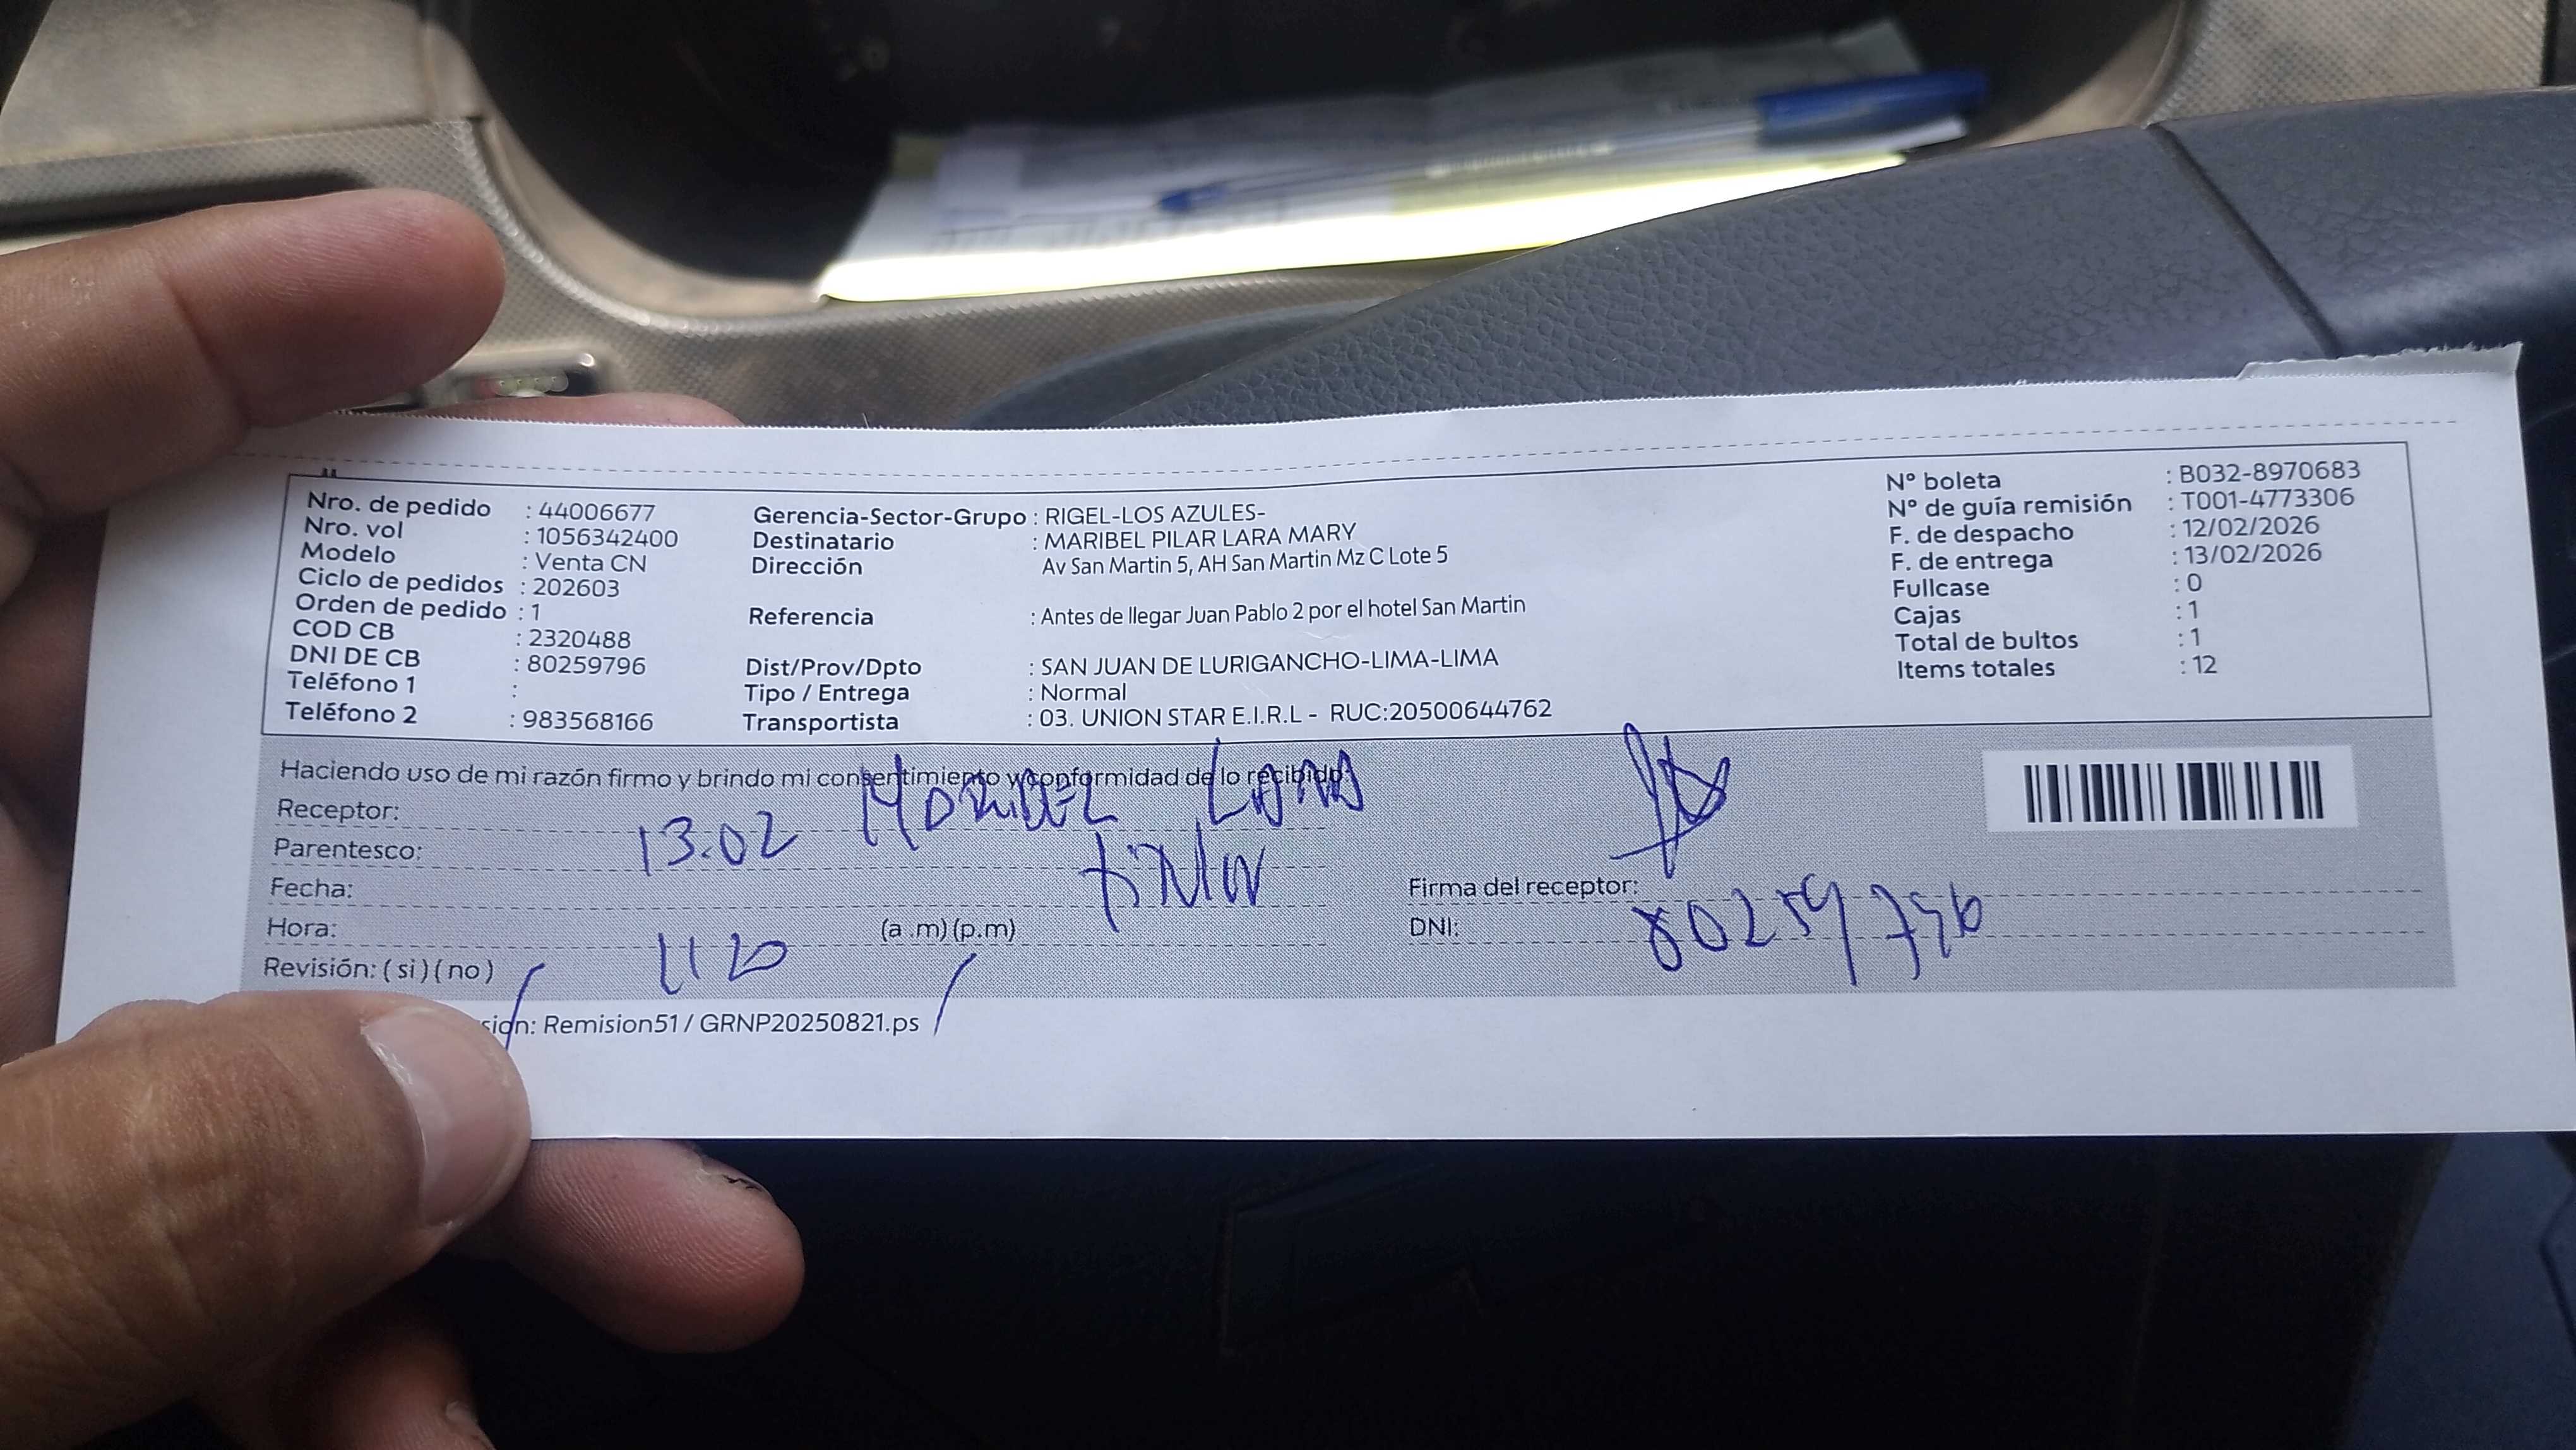 Nro. de pedido : 44006677
Nro. vol : 1056342400
Modelo : Venta CN
Ciclo de pedidos : 202603
Orden de pedido : 1
COD CB : 2320488
DNI DE CB : 80259796
Teléfono 1 :
Teléfono 2 : 983568166
Gerencia-Sector-Grupo : RIGEL-LOS AZULES-
Destinatario : MARIBEL PILAR LARA MARY
Dirección Av San Martin 5, AH San Martin Mz C Lote 5
Referencia : Antes de llegar Juan Pablo 2 por el hotel San Martin
Dist/Prov/Dpto : SAN JUAN DE LURIGANCHO-LIMA-LIMA
Tipo / Entrega : Normal
Transportista : 03. UNION STAR E.I.R.L - RUC:20500644762
N° boleta : B032-8970683
N° de guía remisión : T001-4773306
F. de despacho : 12/02/2026
F. de entrega : 13/02/2026
Fullcase : 0
Cajas : 1
Total de bultos : 1
Items totales : 12
Haciendo uso de mi razón firmo y brindo mi consentimiento y conformidad de lo recibido:
Receptor:
Parentesco: 13.02
Fecha:
Hora: (a .m) (p.m)
1120
Revisión: ( si ) ( no )
Firma del receptor:
DNI: 80259796
sion: Remision51 / GRNP20250821.ps